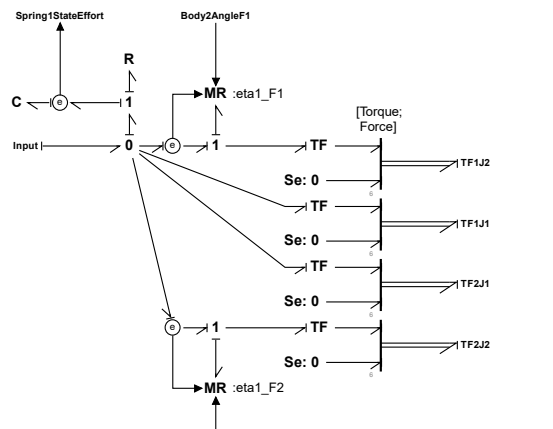 Spring1StateEffort
Body2AngleF1
R
MR :eta1_F1
C e 1
e
[Torque;
Force]
Input 0 e 1 TF
TF1J2
Se: 0
6
TF
TF1J1
Se: 0
6
TF
TF2J1
Se: 0
6
e 1 TF
TF2J2
Se: 0
6
MR :eta1_F2